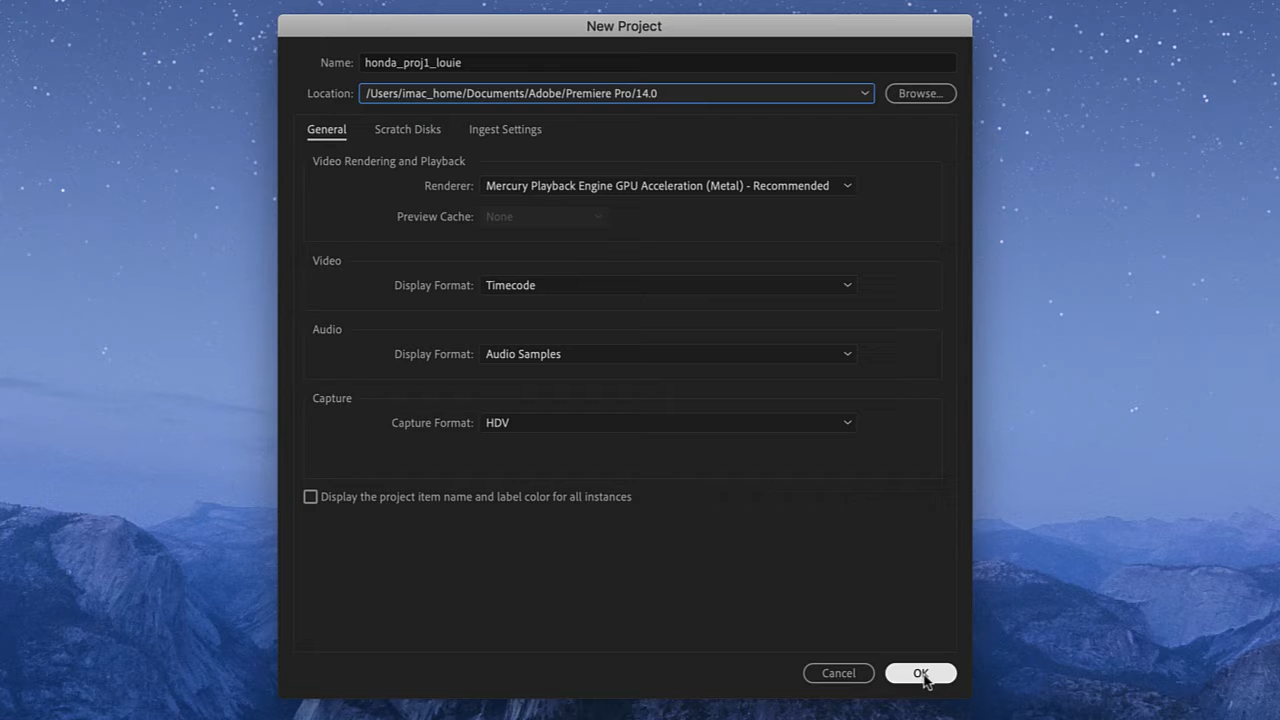 New Project
Name: honda_proj1_louie
Location: /Users/imac_home/Documents/Adobe/Premiere Pro/14.0 Browse...
General Scratch Disks Ingest Settings
Video Rendering and Playback
Renderer: Mercury Playback Engine GPU Acceleration (Metal) - Recommended
Preview Cache: None
Video
Display Format: Timecode
Audio
Display Format: Audio Samples
Capture
Capture Format: HDV
Display the project item name and label color for all instances
Cancel OK